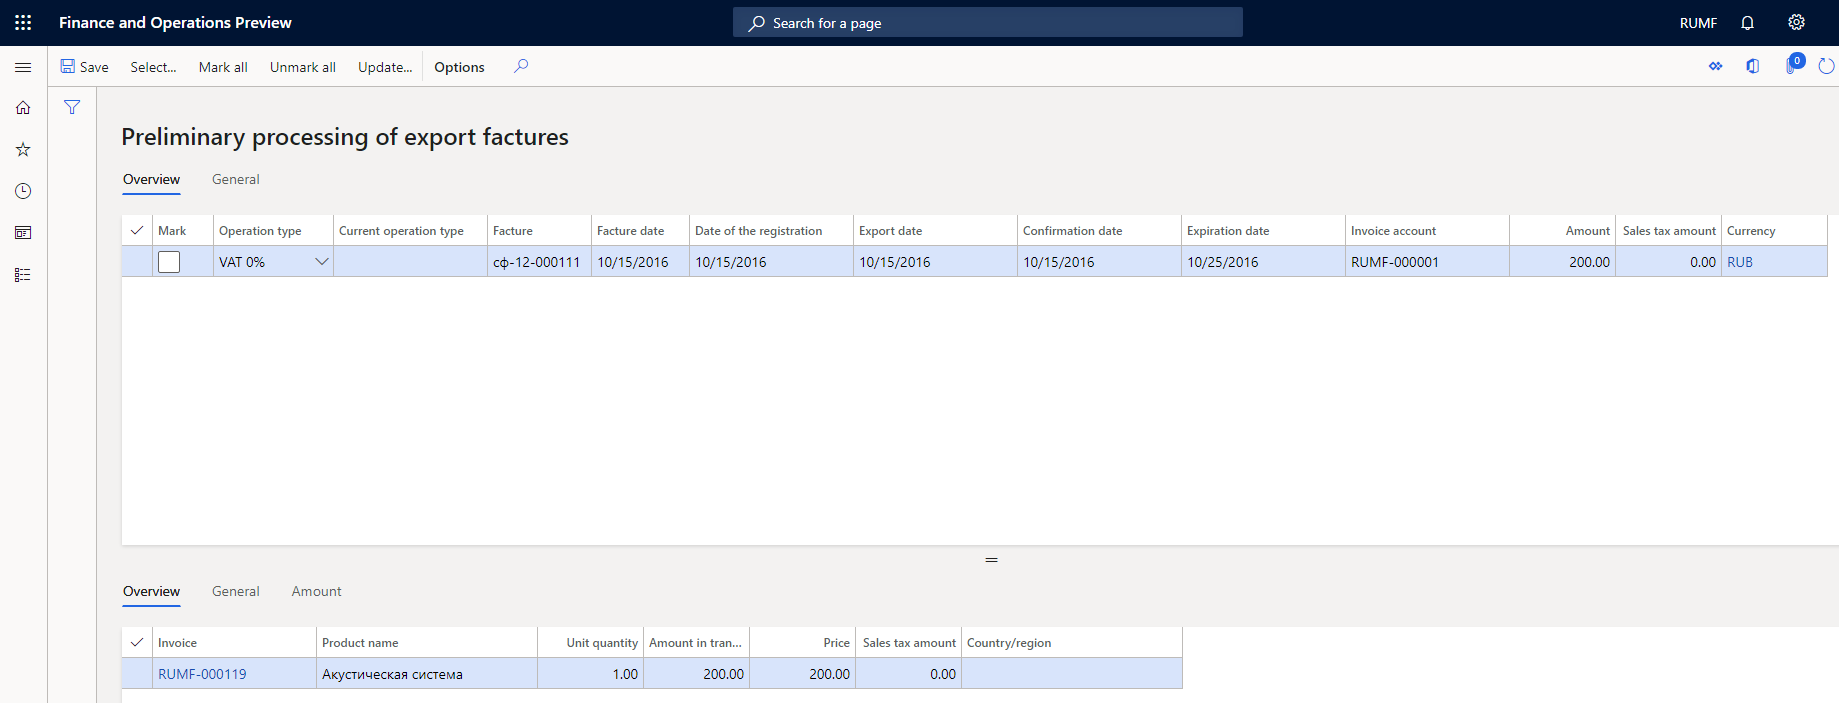 Finance and Operations Preview Search for a page RUMF
Save Select... Mark all Unmark all Update... Options 0
Preliminary processing of export factures
Overview General
Mark Operation type Current operation type Facture Facture date Date of the registration Export date Confirmation date Expiration date Invoice account Amount Sales tax amount Currency
VAT 0% сф-12-000111 10/15/2016 10/15/2016 10/15/2016 10/15/2016 10/25/2016 RUMF-000001 200.00 0.00 RUB
Overview General Amount
Invoice Product name Unit quantity Amount in tran... Price Sales tax amount Country/region
RUMF-000119 Акустическая система 1.00 200.00 200.00 0.00